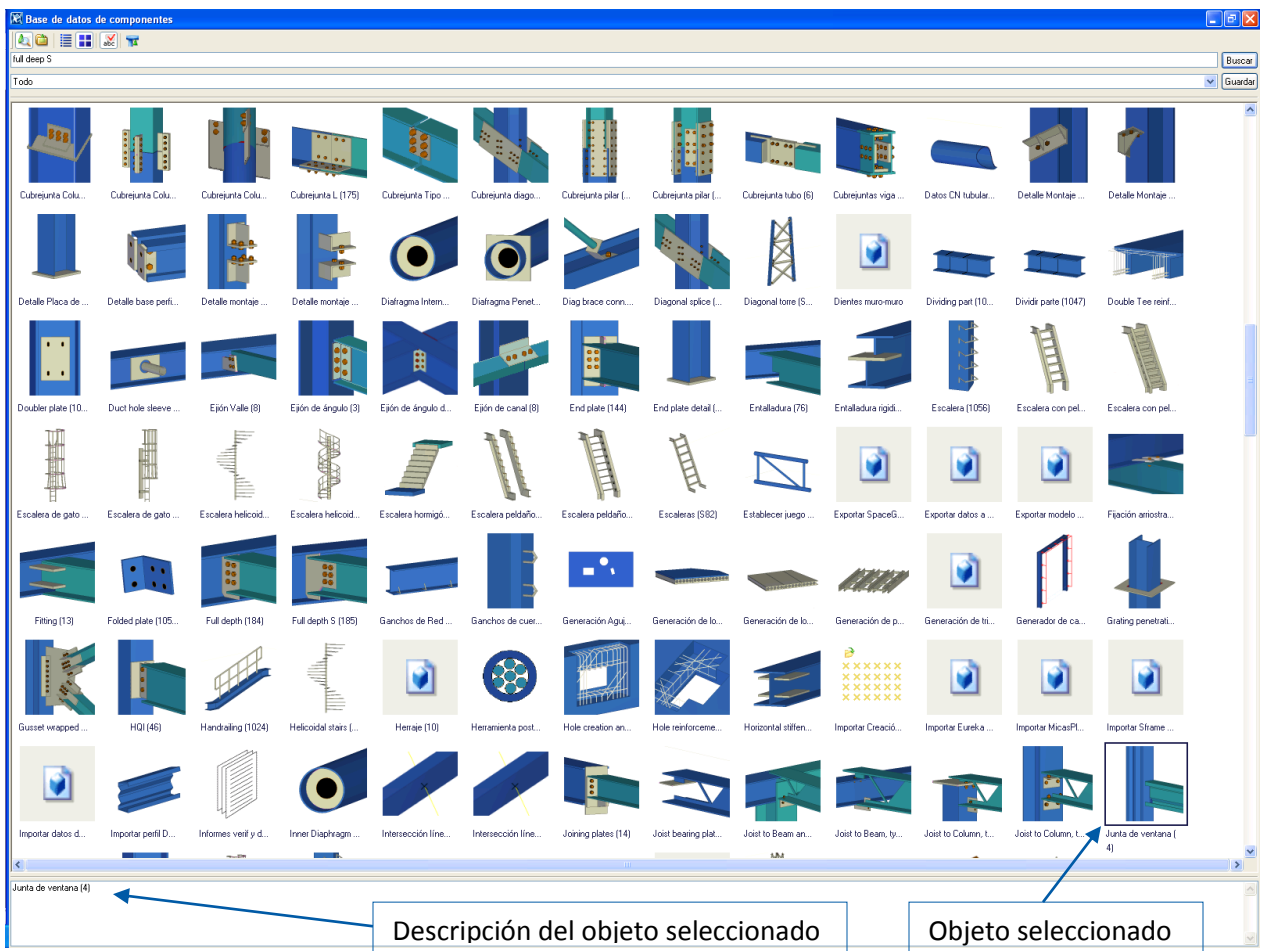 Base de datos de componentes
abc
full deep S
Buscar
Todo
Guardar
Cubrejunta Colu... Cubrejunta Colu... Cubrejunta Colu... Cubrejunta L (175) Cubrejunta Tipo ... Cubrejunta diago... Cubrejunta pilar (... Cubrejunta pilar (... Cubrejunta tubo (6) Cubrejuntas viga ... Datos CN tubular... Detalle Montaje ... Detalle Montaje ...
Detalle Placa de ... Detalle base perfi... Detalle montaje ... Detalle montaje ... Diafragma Intern... Diafragma Penet... Diag brace conn.... Diagonal splice (... Diagonal torre (S... Dientes muro-muro Dividing part (10... Dividir parte (1047) Double Tee reinf...
Doubler plate (10... Duct hole sleeve ... Ejión Valle (8) Ejión de ángulo (3) Ejión de ángulo d... Ejión de canal (8) End plate (144) End plate detail (... Entalladura (76) Entalladura rigidi... Escalera (1056) Escalera con pel... Escalera con pel...
Escalera de gato ... Escalera de gato ... Escalera helicoid... Escalera helicoid... Escalera hormigó... Escalera peldaño... Escalera peldaño... Escaleras (S82) Establecer juego ... Exportar SpaceG... Exportar datos a ... Exportar modelo ... Fijación arriostra...
Fitting (13) Folded plate (105... Full depth (184) Full depth S (185) Ganchos de Red ... Ganchos de cuer... Generación Aguj... Generación de lo... Generación de lo... Generación de p... Generación de tri... Generador de ca... Grating penetrati...
Gusset wrapped ... HQI (46) Handrailing (1024) Helicoidal stairs (... Herraje (10) Herramienta post... Hole creation an... Hole reinforceme... Horizontal stiffen... Importar Creació... Importar Eureka ... Importar MicasPl... Importar Sframe ...
Importar datos d... Importar perfil D... Informes verif y d... Inner Diaphragm ... Intersección líne... Intersección líne... Joining plates (14) Joist bearing plat... Joist to Beam an... Joist to Beam, ty... Joist to Column, t... Joist to Column, t... Junta de ventana (
4)
Junta de ventana (4)
Descripción del objeto seleccionado
Objeto seleccionado